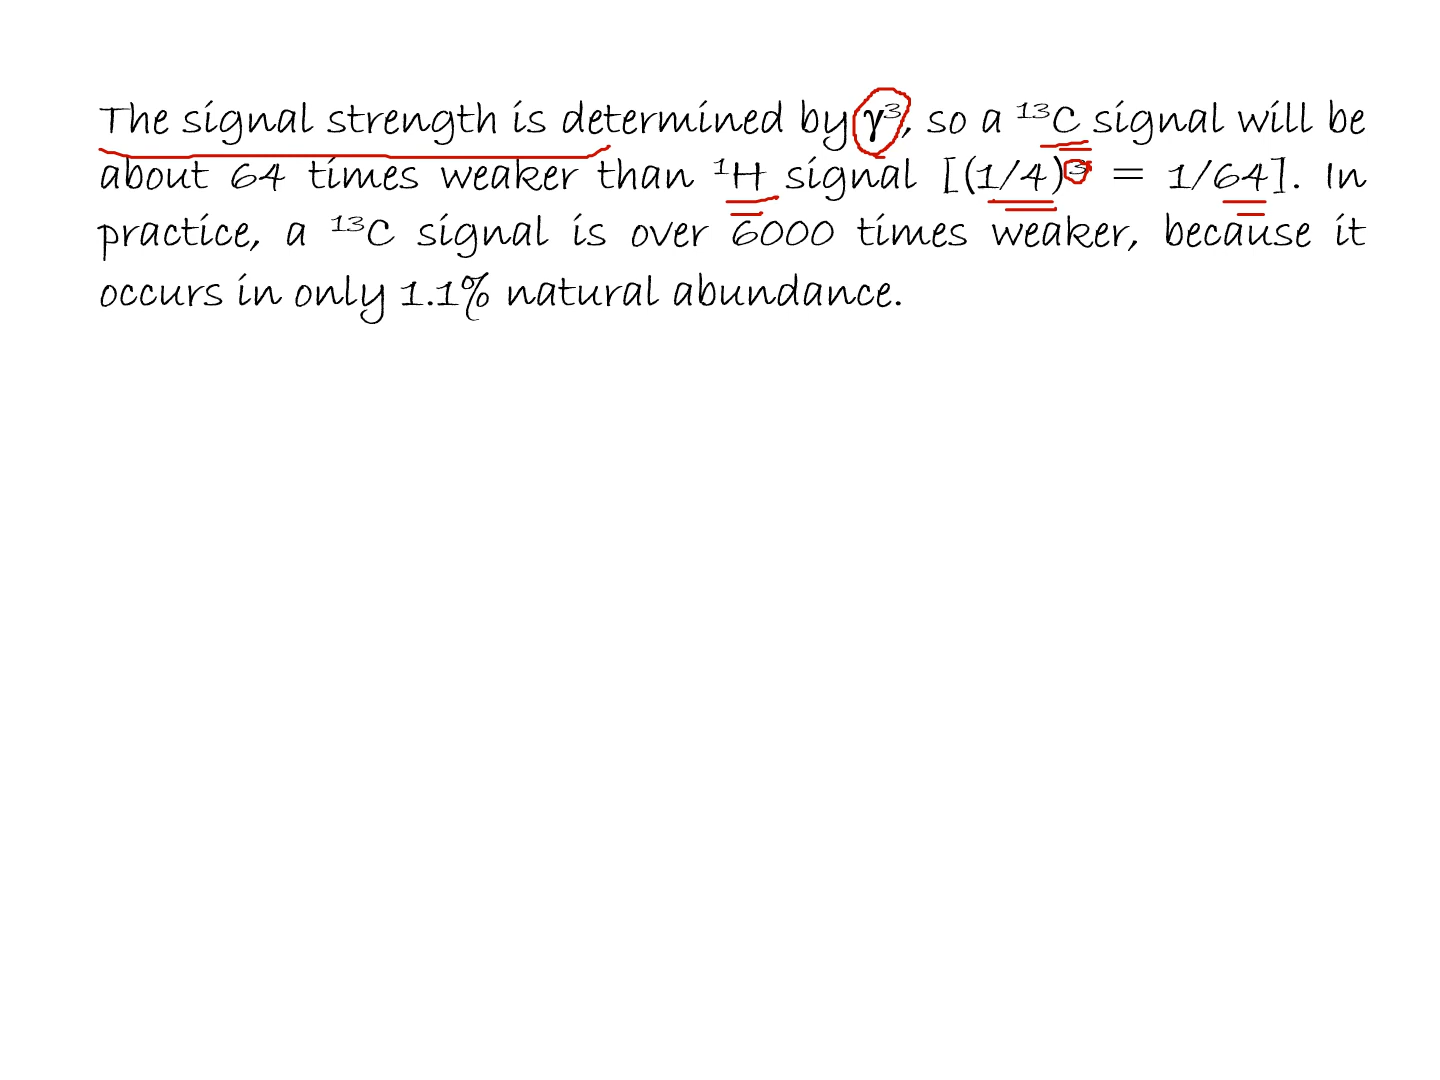 The signal strength is determined by γ³, so a ¹³C signal will be
about 64 times weaker than ¹H signal [(1/4)³ = 1/64]. In
practice, a ¹³C signal is over 6000 times weaker, because it
occurs in only 1.1% natural abundance.